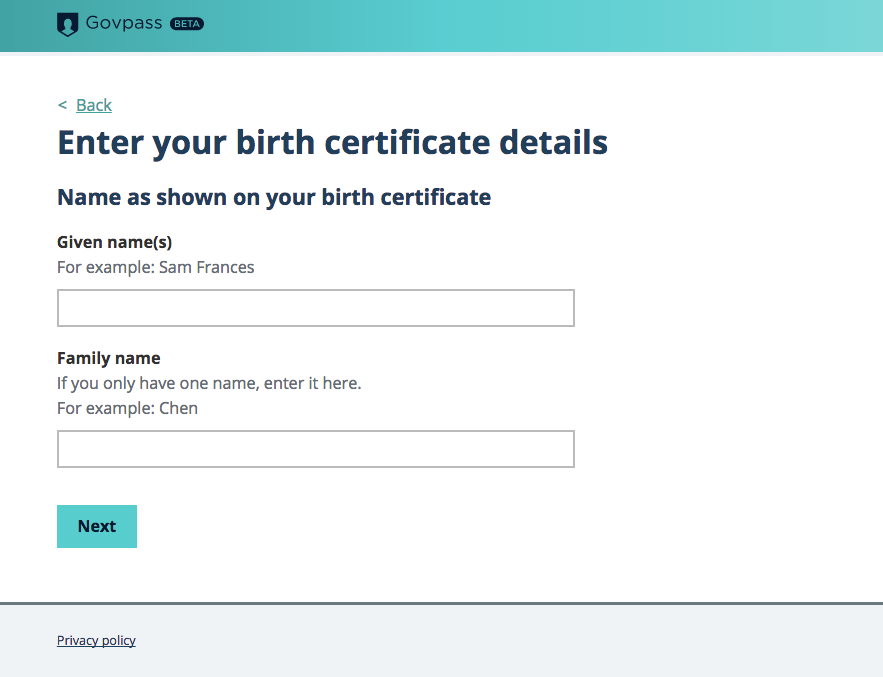 Govpass BETA
< Back
Enter your birth certificate details
Name as shown on your birth certificate
Given name(s)
For example: Sam Frances
Family name
If you only have one name, enter it here.
For example: Chen
Next
Privacy policy